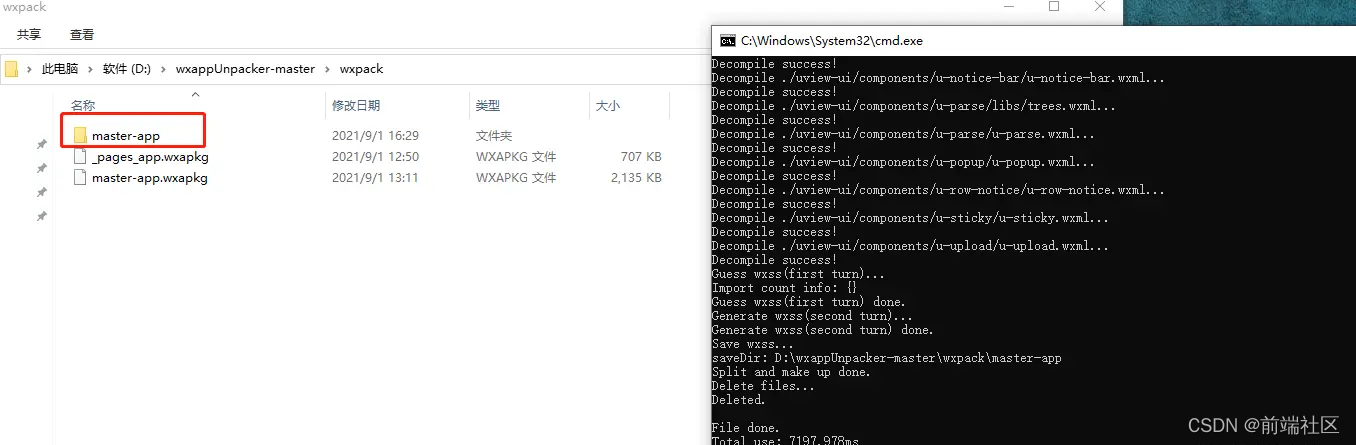 wxpack
共享 查看
此电脑 > 软件 (D:) > wxappUnpacker-master > wxpack
名称 修改日期 类型 大小
master-app 2021/9/1 16:29 文件夹
_pages_app.wxapkg 2021/9/1 12:50 WXAPKG 文件 707 KB
master-app.wxapkg 2021/9/1 13:11 WXAPKG 文件 2,135 KB
C:\Windows\System32\cmd.exe
Decompile success!
Decompile ./uview-ui/components/u-notice-bar/u-notice-bar.wxml...
Decompile success!
Decompile ./uview-ui/components/u-parse/libs/trees.wxml...
Decompile success!
Decompile ./uview-ui/components/u-parse/u-parse.wxml...
Decompile success!
Decompile ./uview-ui/components/u-popup/u-popup.wxml...
Decompile success!
Decompile ./uview-ui/components/u-row-notice/u-row-notice.wxml...
Decompile success!
Decompile ./uview-ui/components/u-sticky/u-sticky.wxml...
Decompile success!
Decompile ./uview-ui/components/u-upload/u-upload.wxml...
Decompile success!
Guess wxss(first turn)...
Import count info: {}
Guess wxss(first turn) done.
Generate wxss(second turn)...
Generate wxss(second turn) done.
Save wxss...
saveDir: D:\wxappUnpacker-master\wxpack\master-app
Split and make up done.
Delete files...
Deleted.
File done.
Total use: 7197.978ms
CSDN @前端社区